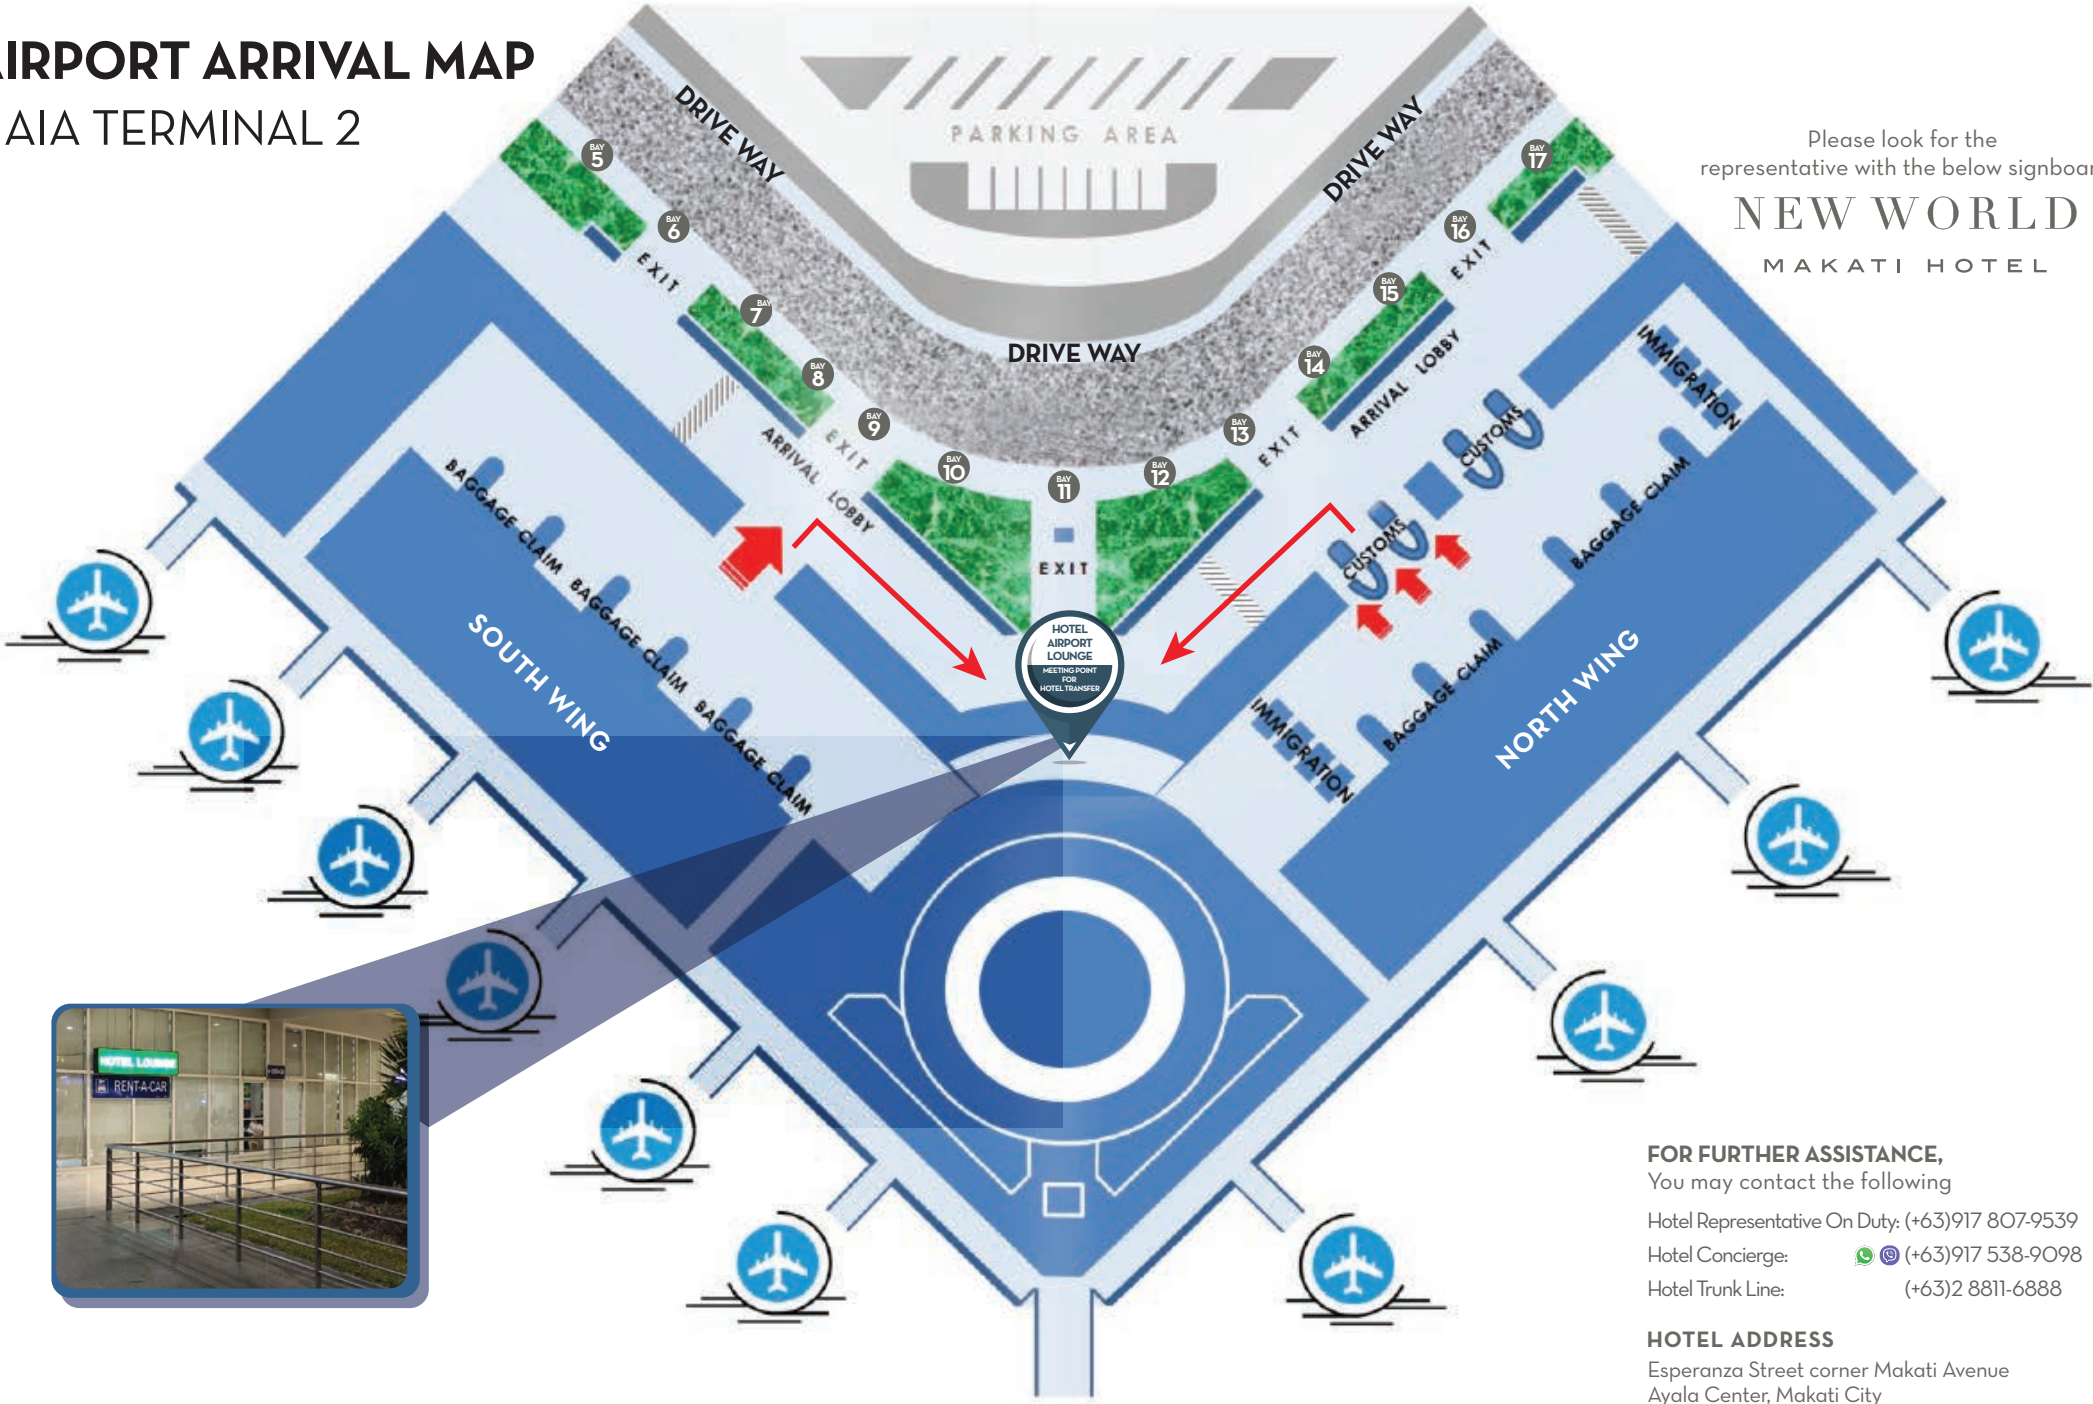 AIRPORT ARRIVAL MAP
AIA TERMINAL 2
Please look for the
representative with the below signboar
NEW WORLD
MAKATI HOTEL
PARKING AREA
DRIVE WAY
DRIVE WAY
DRIVE WAY
BAY 5
BAY 6
EXIT
BAY 7
BAY 8
BAY 9
EXIT
ARRIVAL LOBBY
BAY 10
BAY 11
EXIT
BAY 12
BAY 13
EXIT
BAY 14
BAY 15
ARRIVAL LOBBY
BAY 16
EXIT
BAY 17
IMMIGRATION
CUSTOMS
CUSTOMS
BAGGAGE CLAIM
BAGGAGE CLAIM
BAGGAGE CLAIM
BAGGAGE CLAIM
SOUTH WING
HOTEL
AIRPORT
LOUNGE
MEETING POINT
FOR
HOTEL TRANSFER
BAGGAGE CLAIM
BAGGAGE CLAIM
BAGGAGE CLAIM
IMMIGRATION
NORTH WING
HOTEL LOUNGE
RENT-A-CAR
FOR FURTHER ASSISTANCE,
You may contact the following
Hotel Representative On Duty: (+63)917 807-9539
Hotel Concierge: (+63)917 538-9098
Hotel Trunk Line: (+63)2 8811-6888
HOTEL ADDRESS
Esperanza Street corner Makati Avenue
Ayala Center, Makati City